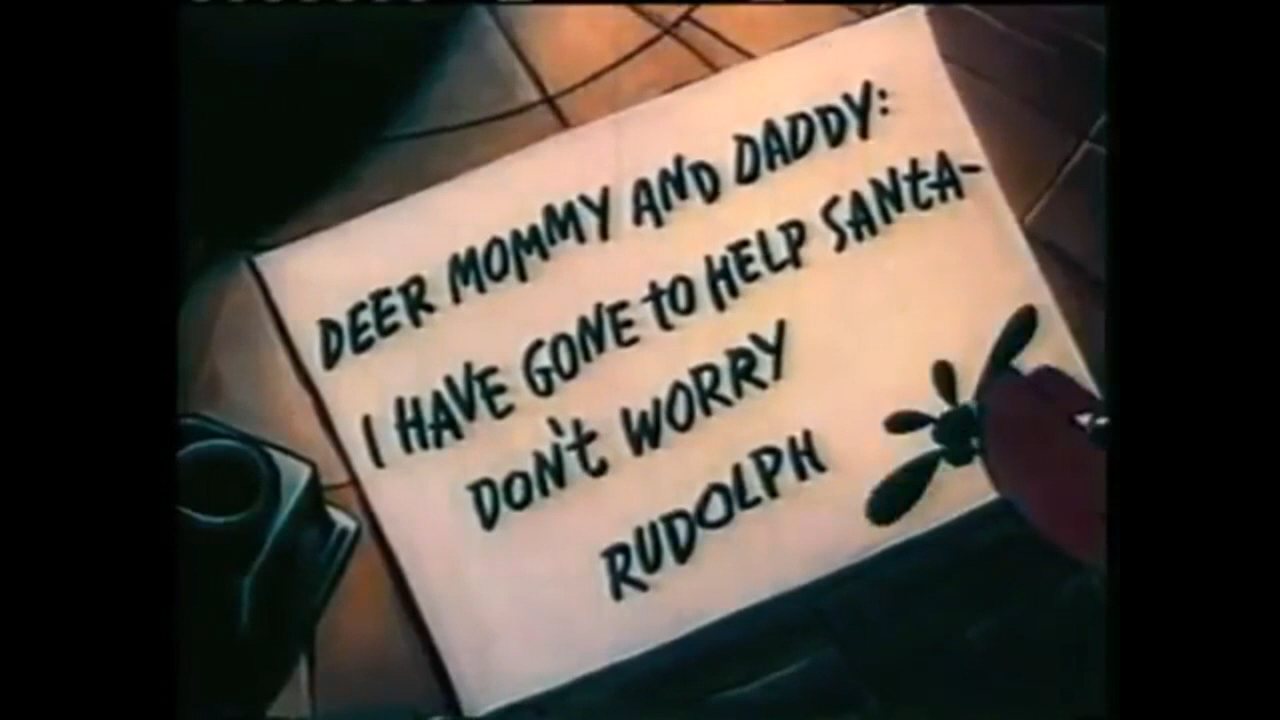 DEER MOMMY AND DADDY:
I HAVE GONE to HELP SANtA-
DON't WORRY
RUDOLPH